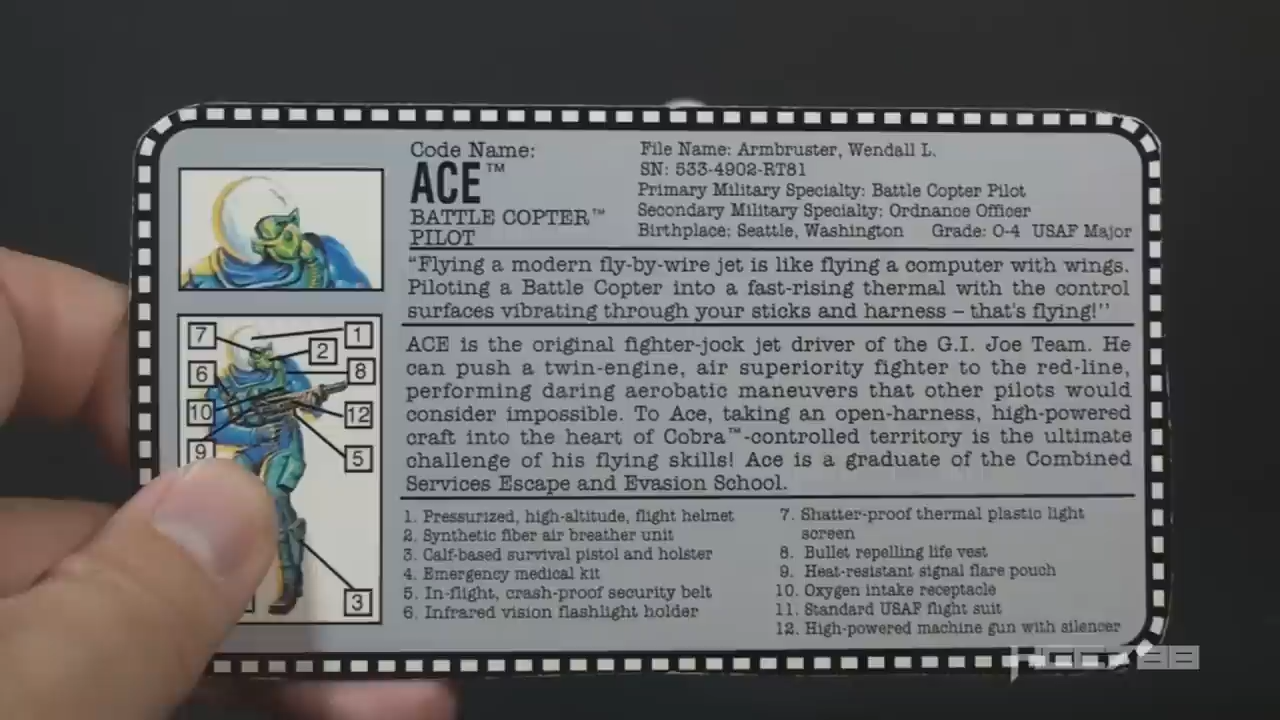 Code Name:
ACE™
BATTLE COPTER™
PILOT
File Name: Armbruster, Wendall L.
SN: 533-4902-RT81
Primary Military Specialty: Battle Copter Pilot
Secondary Military Specialty: Ordnance Officer
Birthplace: Seattle, Washington Grade: O-4 USAF Major
"Flying a modern fly-by-wire jet is like flying a computer with wings.
Piloting a Battle Copter into a fast-rising thermal with the control
surfaces vibrating through your sticks and harness – that's flying!"
ACE is the original fighter-jock jet driver of the G.I. Joe Team. He
can push a twin-engine, air superiority fighter to the red-line,
performing daring aerobatic maneuvers that other pilots would
consider impossible. To Ace, taking an open-harness, high-powered
craft into the heart of Cobra™-controlled territory is the ultimate
challenge of his flying skills! Ace is a graduate of the Combined
Services Escape and Evasion School.
7
1
2
6
8
10
12
9
5
3
1. Pressurized, high-altitude, flight helmet
2. Synthetic fiber air breather unit
3. Calf-based survival pistol and holster
4. Emergency medical kit
5. In-flight, crash-proof security belt
6. Infrared vision flashlight holder
7. Shatter-proof thermal plastic light
screen
8. Bullet repelling life vest
9. Heat-resistant signal flare pouch
10. Oxygen intake receptacle
11. Standard USAF flight suit
12. High-powered machine gun with silencer